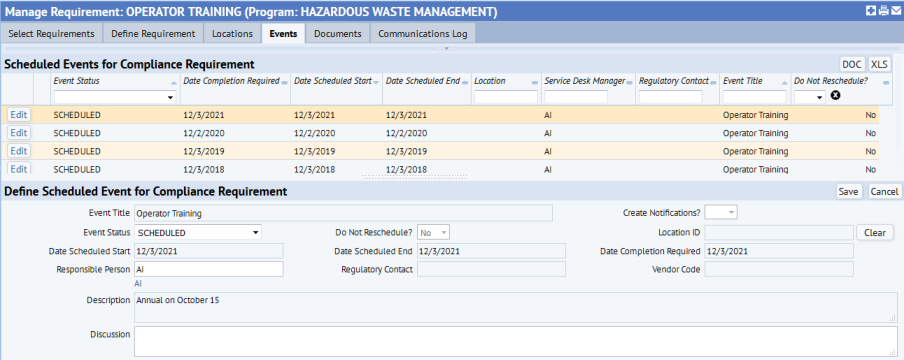 Manage Requirement: OPERATOR TRAINING (Program: HAZARDOUS WASTE MANAGEMENT)
Select Requirements Define Requirement Locations Events Documents Communications Log
Scheduled Events for Compliance Requirement DOC XLS
Event Status Date Completion Required Date Scheduled Start Date Scheduled End Location Service Desk Manager Regulatory Contact Event Title Do Not Reschedule?
Edit SCHEDULED 12/3/2021 12/3/2021 12/3/2021 AI Operator Training No
Edit SCHEDULED 12/2/2020 12/2/2020 12/2/2020 AI Operator Training No
Edit SCHEDULED 12/3/2019 12/3/2019 12/3/2019 AI Operator Training No
Edit SCHEDULED 12/3/2018 12/3/2018 12/3/2018 AI Operator Training No
Define Scheduled Event for Compliance Requirement Save Cancel
Event Title Operator Training Create Notifications?
Event Status SCHEDULED Do Not Reschedule? No Location ID Clear
Date Scheduled Start 12/3/2021 Date Scheduled End 12/3/2021 Date Completion Required 12/3/2021
Responsible Person AI Regulatory Contact Vendor Code
AI
Description Annual on October 15
Discussion